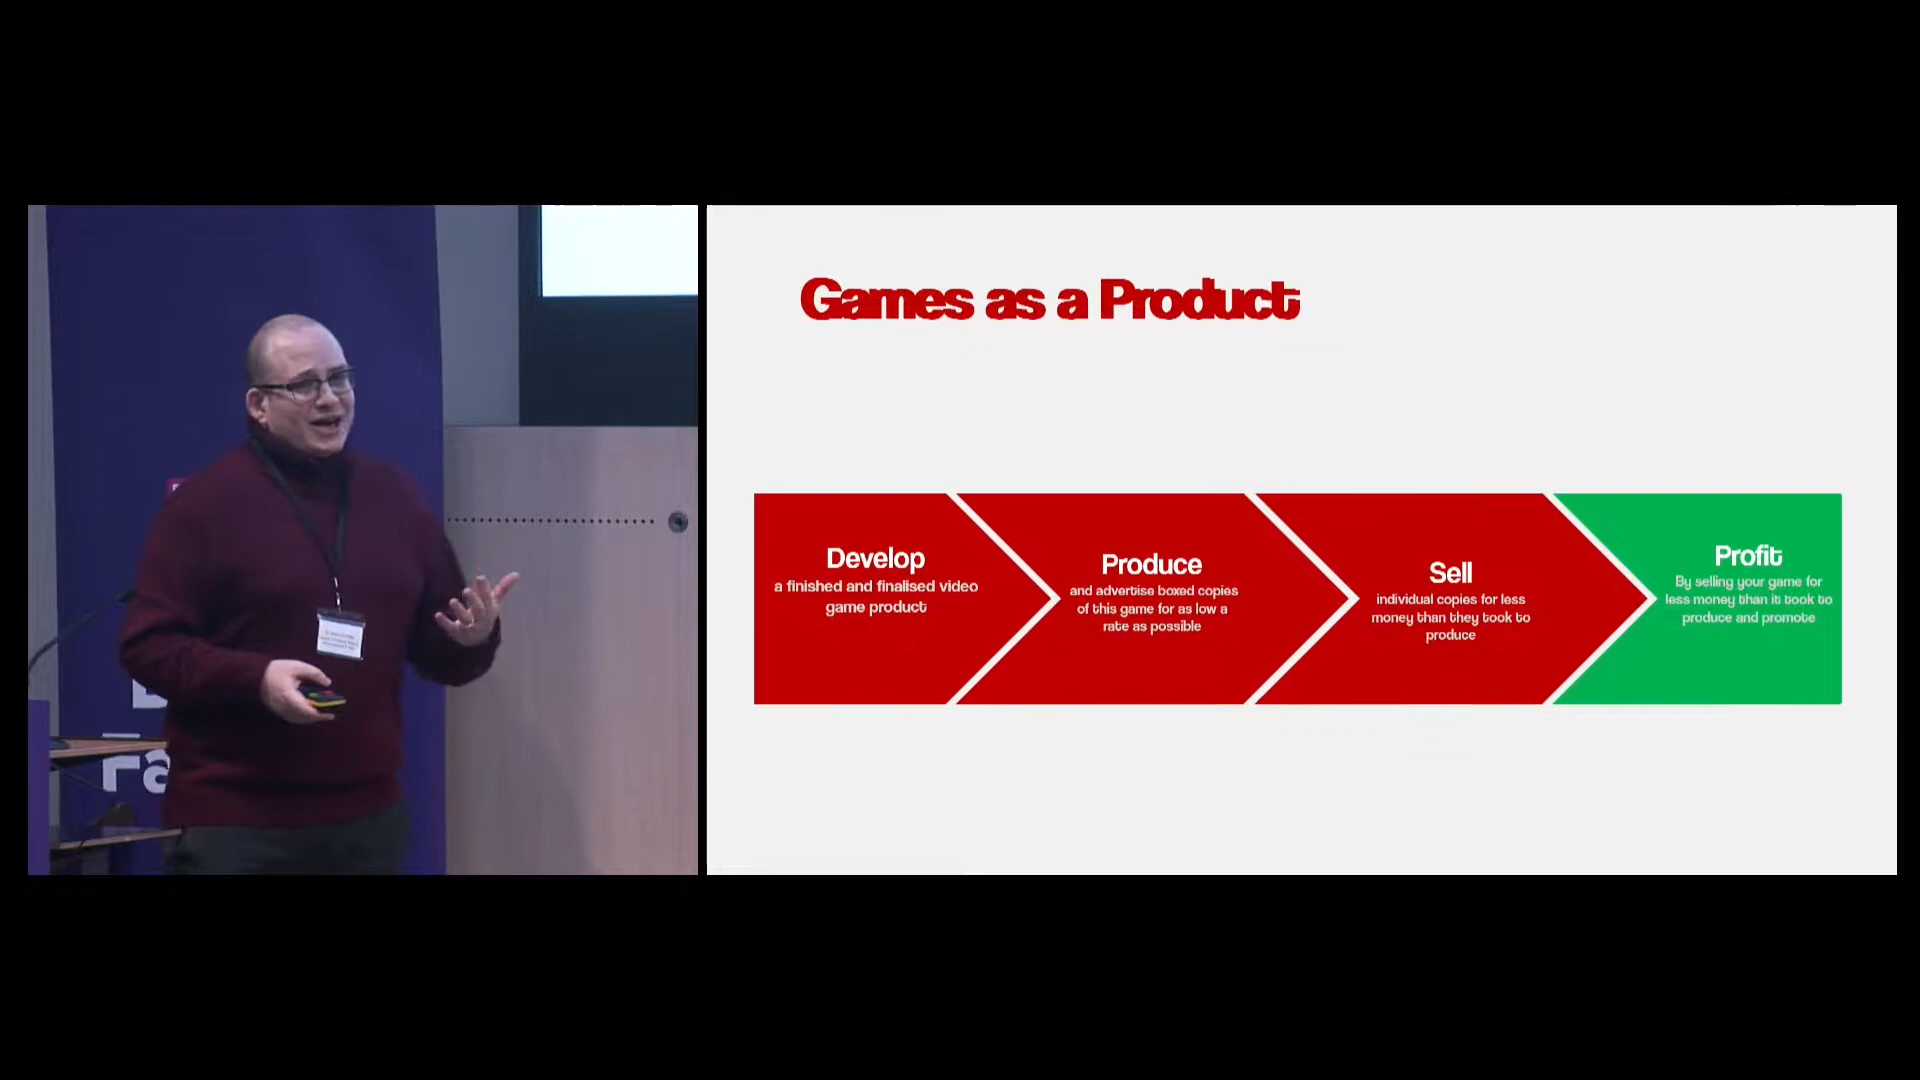 Games as a Product
Develop
a finished and finalised video
game product
Produce
and advertise boxed copies
of this game for as low a
rate as possible
Sell
individual copies for less
money than they took to
produce
Profit
By selling your game for
less money than it took to
produce and promote